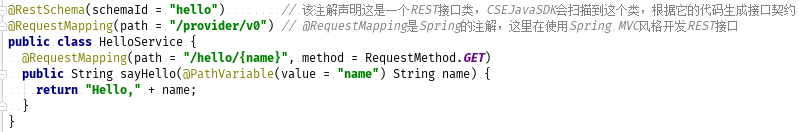 @RestSchema(schemaId = "hello")        // 该注解声明这是一个REST接口类，CSEJavaSDK会扫描到这个类，根据它的代码生成接口契约
@RequestMapping(path = "/provider/v0") // @RequestMapping是Spring的注解，这里在使用Spring MVC风格开发REST接口
public class HelloService {
  @RequestMapping(path = "/hello/{name}", method = RequestMethod.GET)
  public String sayHello(@PathVariable(value = "name") String name) {
    return "Hello," + name;
  }
}